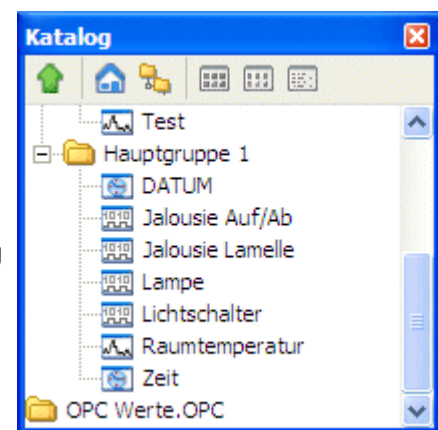 Katalog
Test
Hauptgruppe 1
DATUM
Jalousie Auf/Ab
Jalousie Lamelle
Lampe
Lichtschalter
Raumtemperatur
Zeit
OPC Werte.OPC